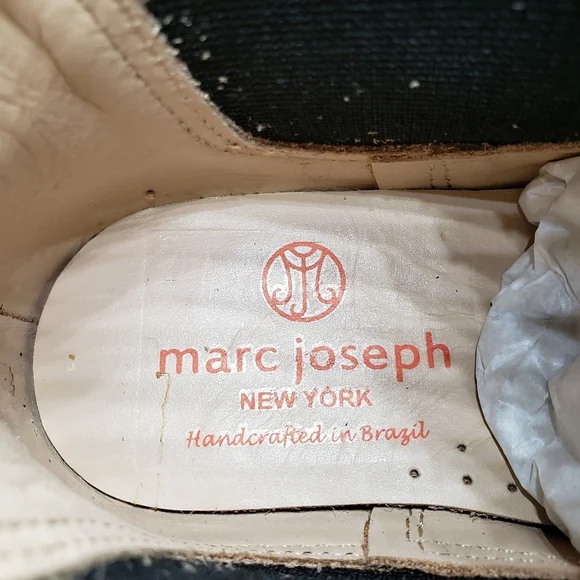 marc joseph
NEW YORK
Handcrafted in Brazil